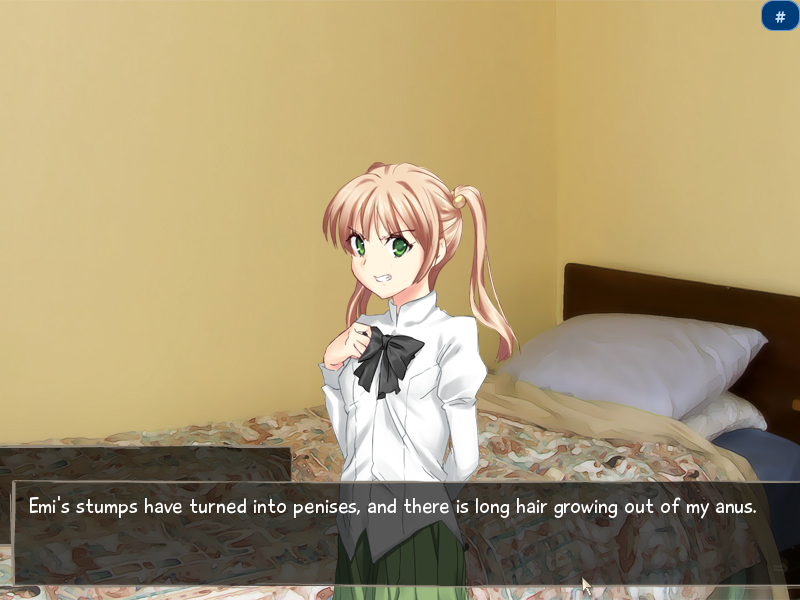 #
Emi's stumps have turned into penises, and there is long hair growing out of my anus.